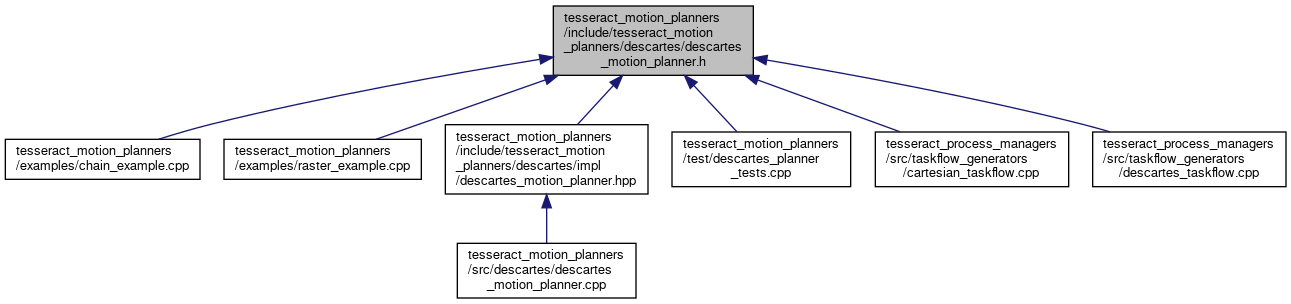 tesseract_motion_planners
/include/tesseract_motion
_planners/descartes/descartes
_motion_planner.h
tesseract_motion_planners
/examples/chain_example.cpp
tesseract_motion_planners
/examples/raster_example.cpp
tesseract_motion_planners
/include/tesseract_motion
_planners/descartes/impl
/descartes_motion_planner.hpp
tesseract_motion_planners
/test/descartes_planner
_tests.cpp
tesseract_process_managers
/src/taskflow_generators
/cartesian_taskflow.cpp
tesseract_process_managers
/src/taskflow_generators
/descartes_taskflow.cpp
tesseract_motion_planners
/src/descartes/descartes
_motion_planner.cpp